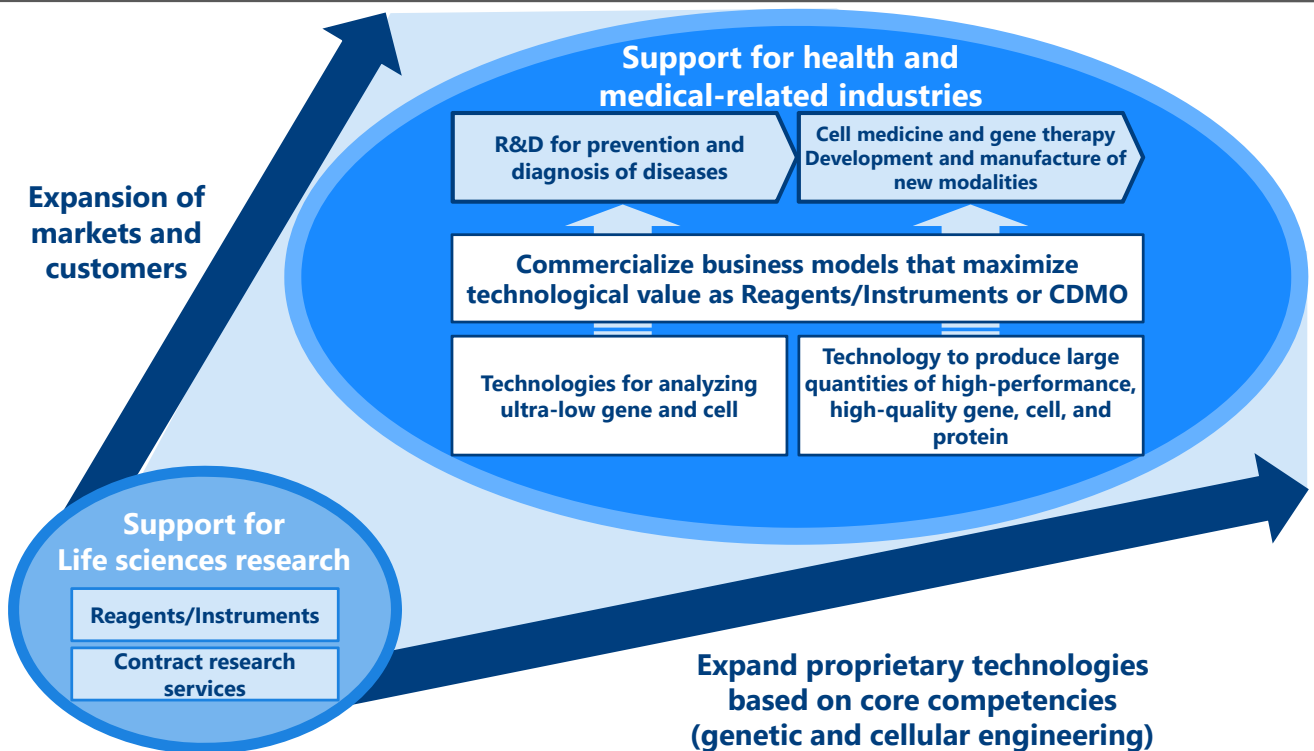 Support for health and
medical-related industries
R&D for prevention and
diagnosis of diseases
Cell medicine and gene therapy
Development and manufacture of
new modalities
Expansion of
markets and
customers
Commercialize business models that maximize
technological value as Reagents/Instruments or CDMO
Technologies for analyzing
ultra-low gene and cell
Technology to produce large
quantities of high-performance,
high-quality gene, cell, and
protein
Support for
Life sciences research
Reagents/Instruments
Contract research
services
Expand proprietary technologies
based on core competencies
(genetic and cellular engineering)